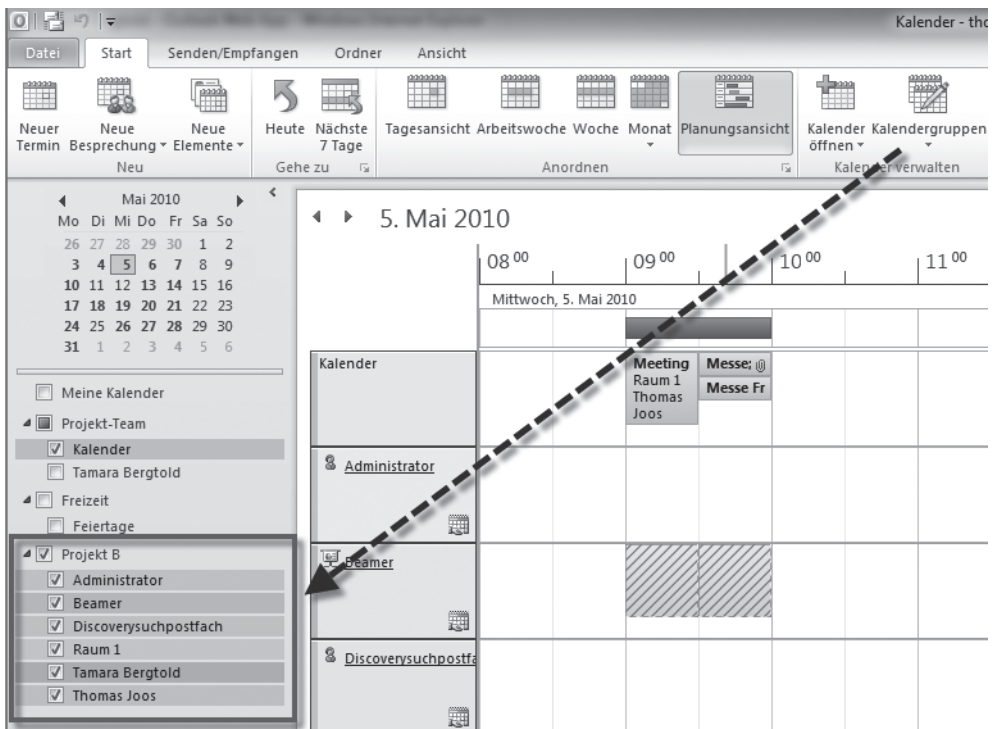 Kalender - tho
Datei Start Senden/Empfangen Ordner Ansicht
Neuer Termin
Neue Besprechung
Neue Elemente
Heute
Nächste 7 Tage
Tagesansicht
Arbeitswoche
Woche
Monat
Planungsansicht
Kalender öffnen
Kalendergruppen
Neu
Gehe zu
Anordnen
Kalender verwalten
Mai 2010
Mo Di Mi Do Fr Sa So
26 27 28 29 30 1 2
3 4 5 6 7 8 9
10 11 12 13 14 15 16
17 18 19 20 21 22 23
24 25 26 27 28 29 30
31 1 2 3 4 5 6
Meine Kalender
Projekt-Team
Kalender
Tamara Bergtold
Freizeit
Feiertage
Projekt B
Administrator
Beamer
Discoverysuchpostfach
Raum 1
Tamara Bergtold
Thomas Joos
5. Mai 2010
08 00 09 00 10 00 11 00
Mittwoch, 5. Mai 2010
Kalender
Meeting
Raum 1
Thomas
Joos
Messe;
Messe Fr
Administrator
Beamer
Discoverysuchpostfa